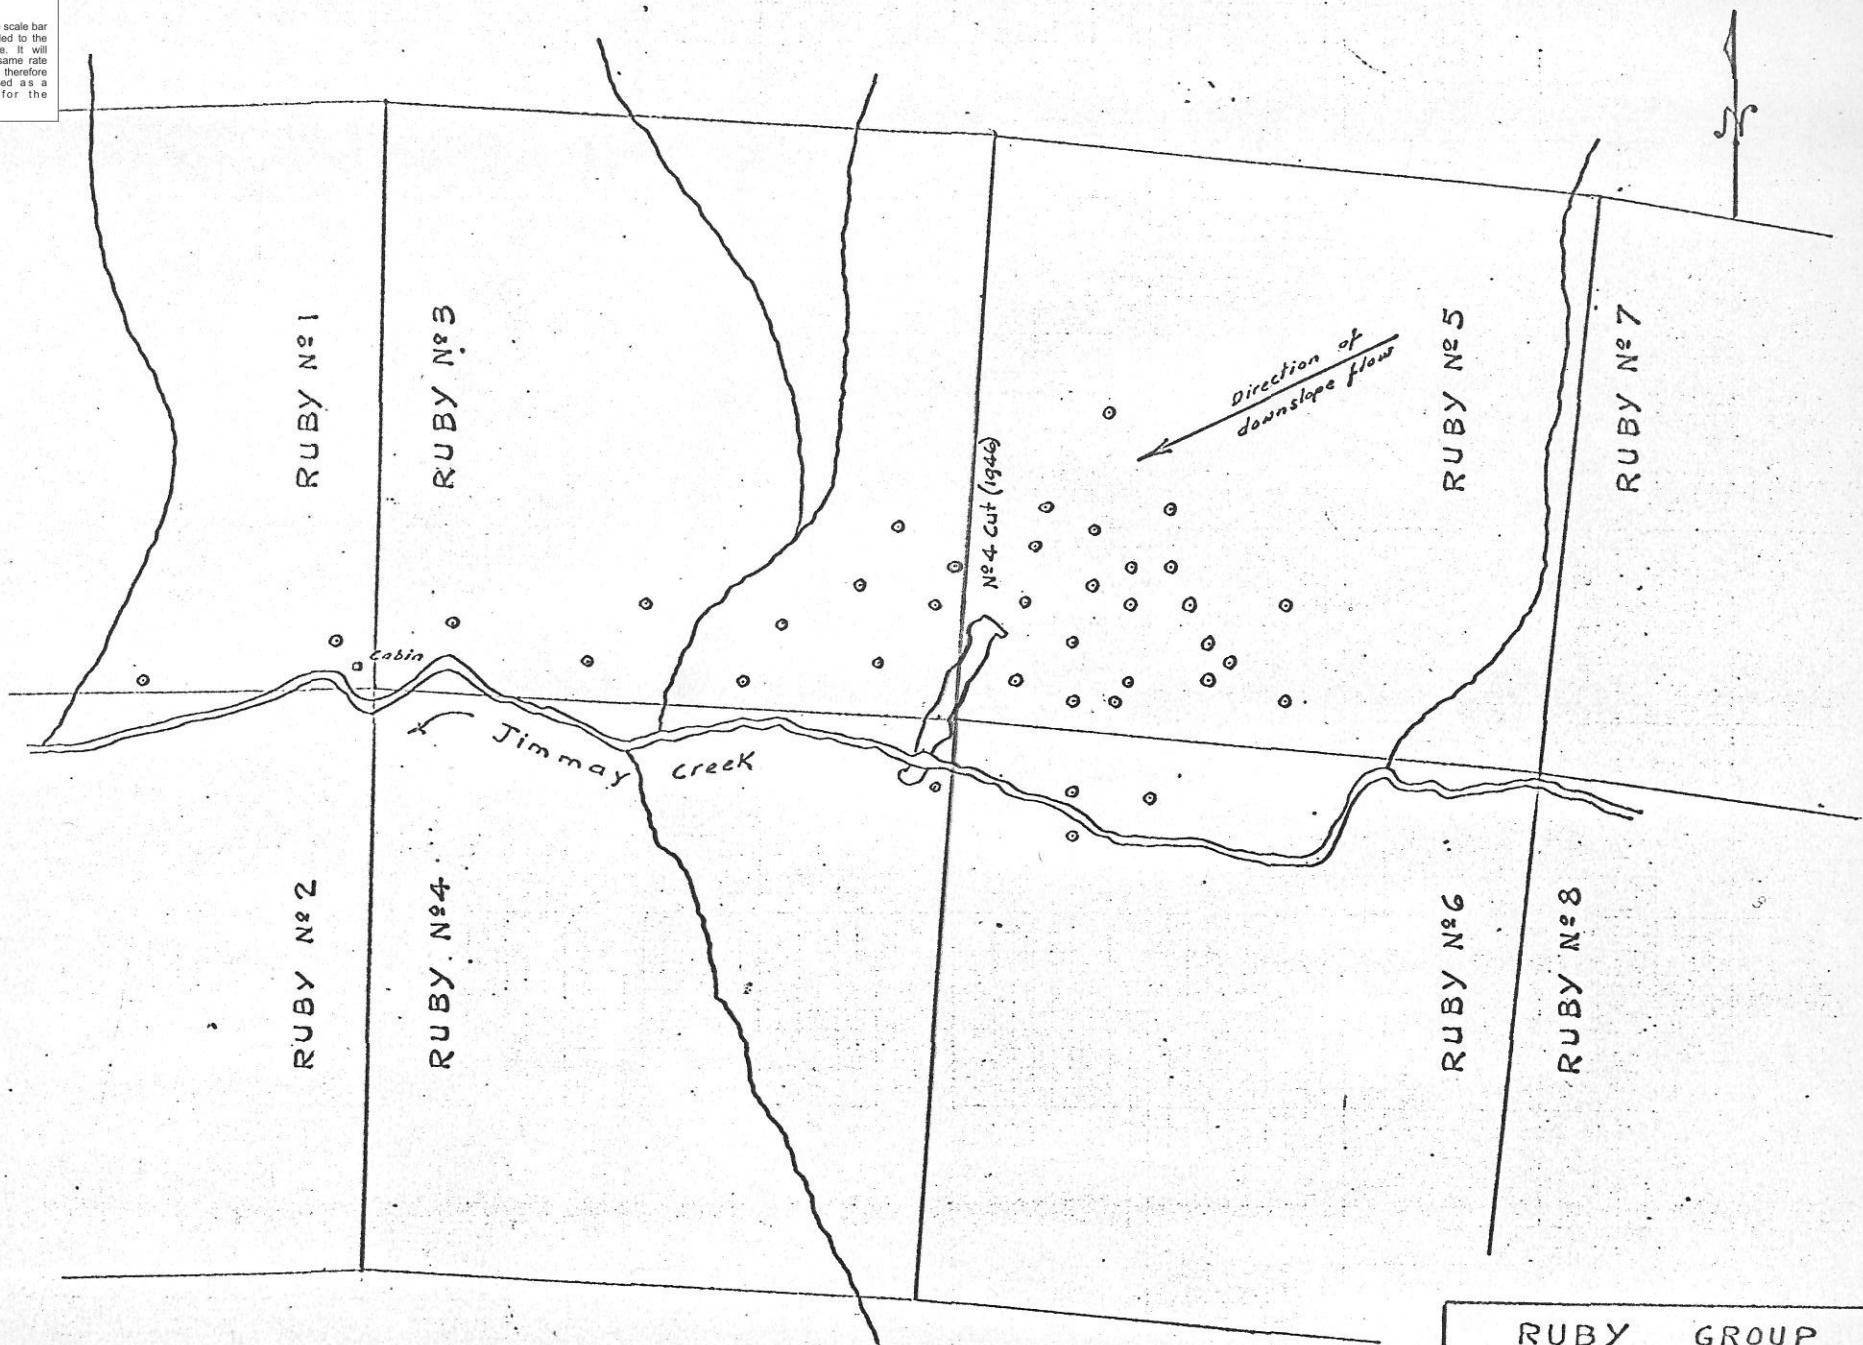 scale bar
led to the
e. It will
same rate
therefore
ed as a
for the
N
RUBY Nº 1
RUBY Nº 3
Direction of
downslope flow
RUBY Nº 5
RUBY Nº 7
Nº 4 Cut (1946)
Cabin
Jimmay Creek
RUBY Nº 2
RUBY Nº 4
RUBY Nº 6
RUBY Nº 8
RUBY GROUP